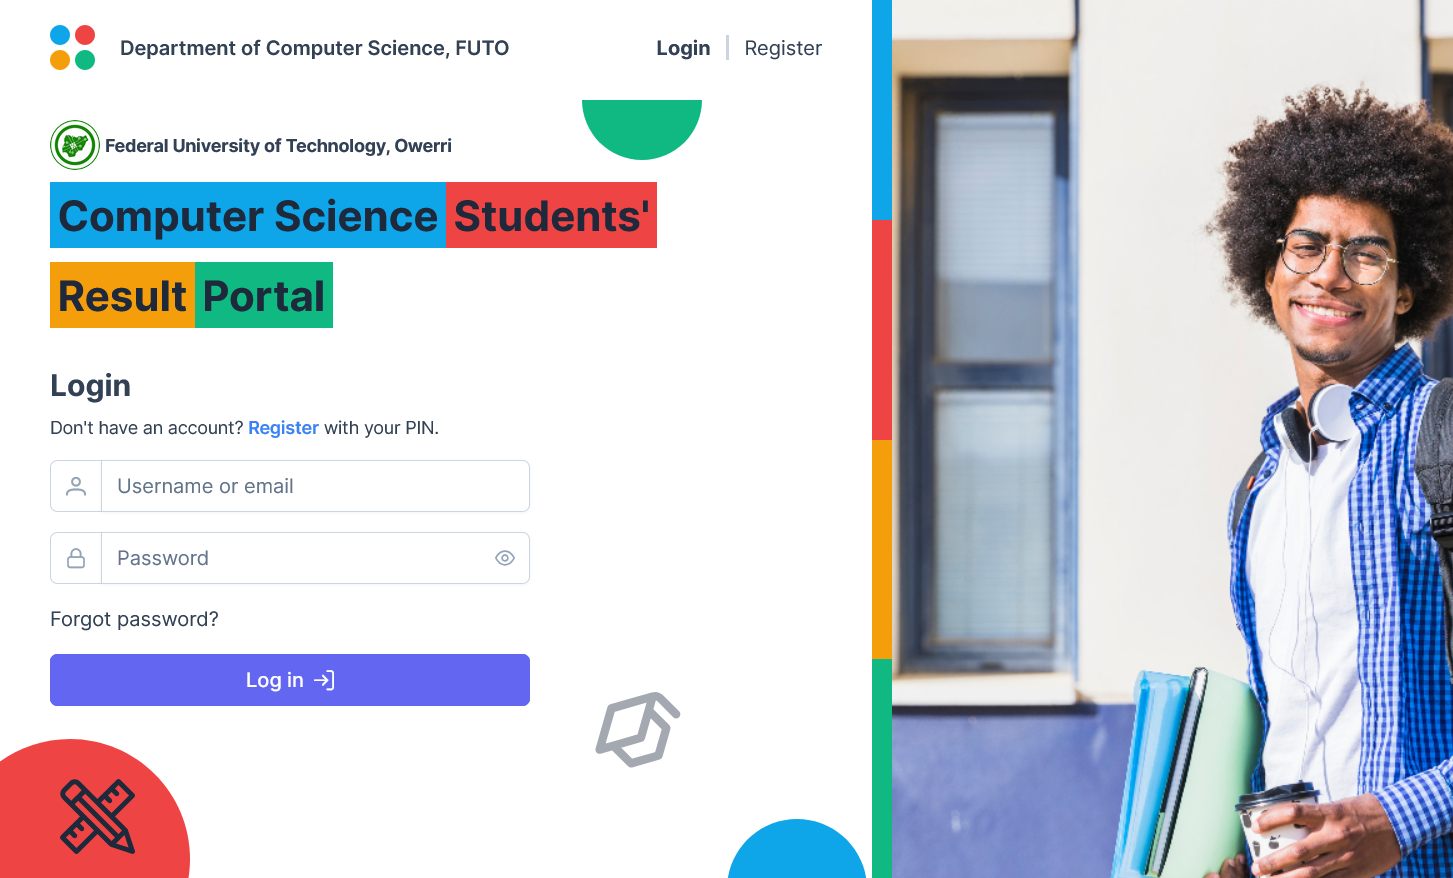 Department of Computer Science, FUTO
Login
Register
Federal University of Technology, Owerri
Computer Science Students'
Result Portal
Login
Don't have an account? Register with your PIN.
Username or email
Password
Forgot password?
Log in